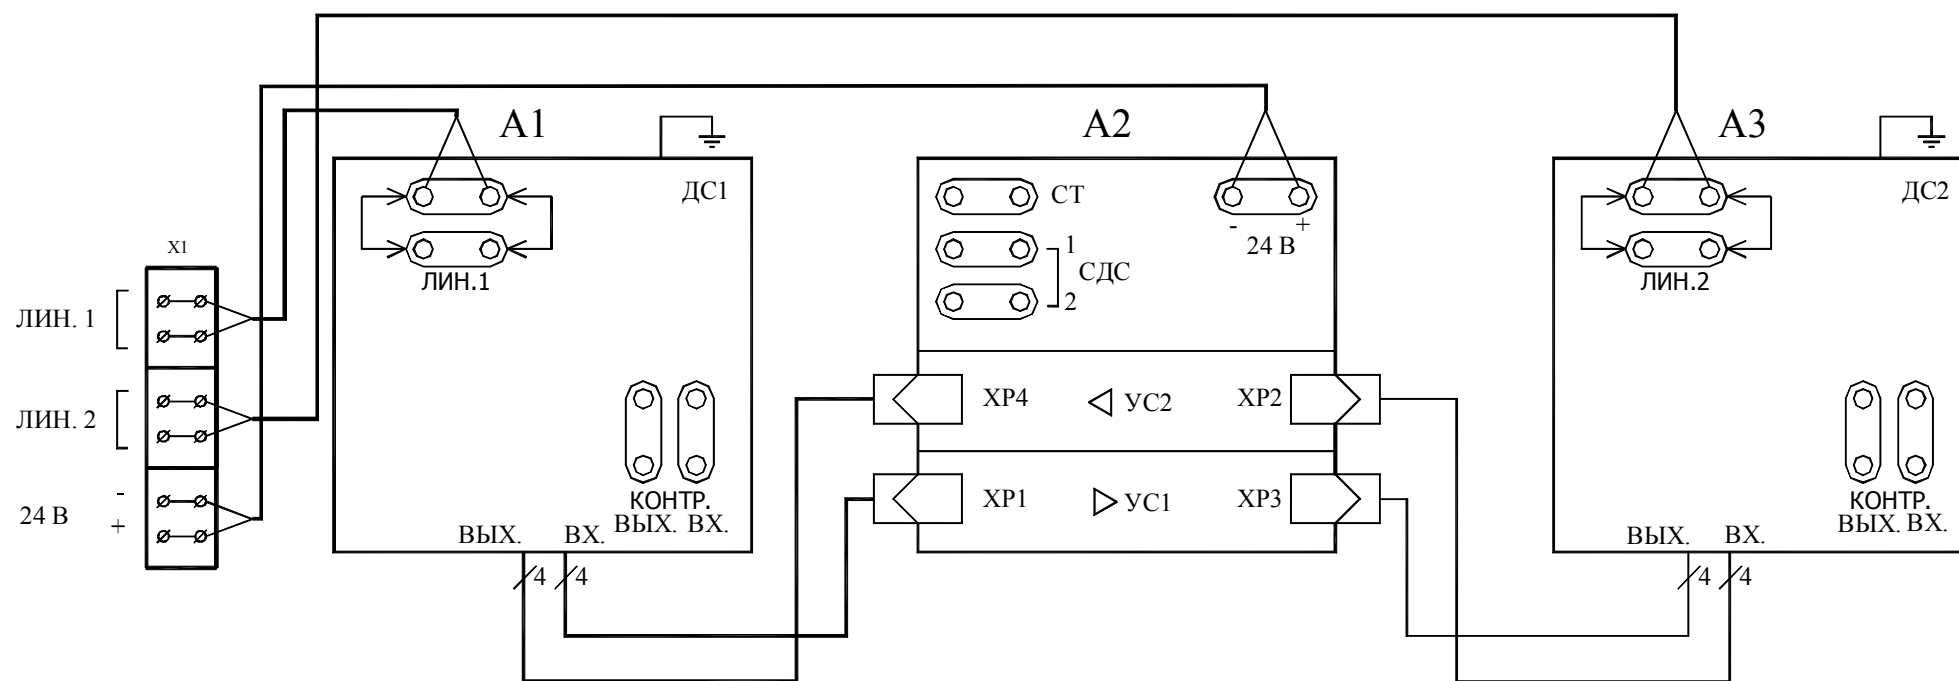 А1
А2
А3
ДС1
СТ
ДС2
1
СДС
2
-
+
24 В
Х1
ЛИН.1
ЛИН.2
ЛИН. 1
ЛИН. 2
-
24 В
+
ХР4
УС2
ХР2
ХР1
УС1
ХР3
КОНТР.
ВЫХ. ВХ.
КОНТР.
ВЫХ. ВХ.
ВЫХ.
ВХ.
ВЫХ.
ВХ.
4
4
4
4